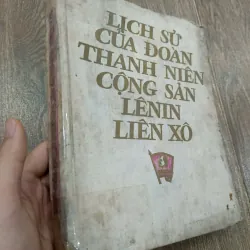 LỊCH SỬ
CỦA ĐOÀN
THANH NIÊN
CỘNG SẢN
LÊNIN
LIÊN XÔ